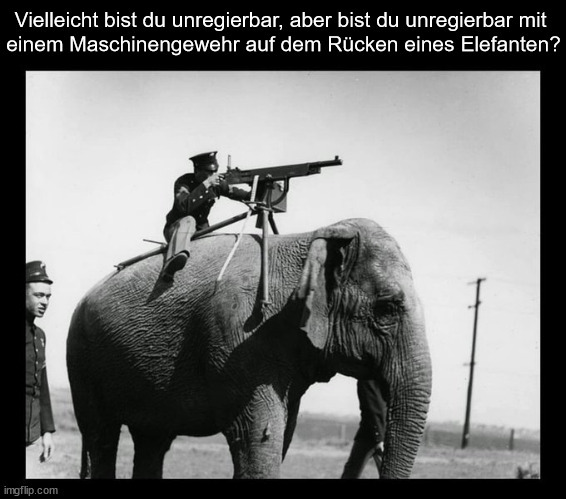 Vielleicht bist du unregierbar, aber bist du unregierbar mit
einem Maschinengewehr auf dem Rücken eines Elefanten?
imgflip.com